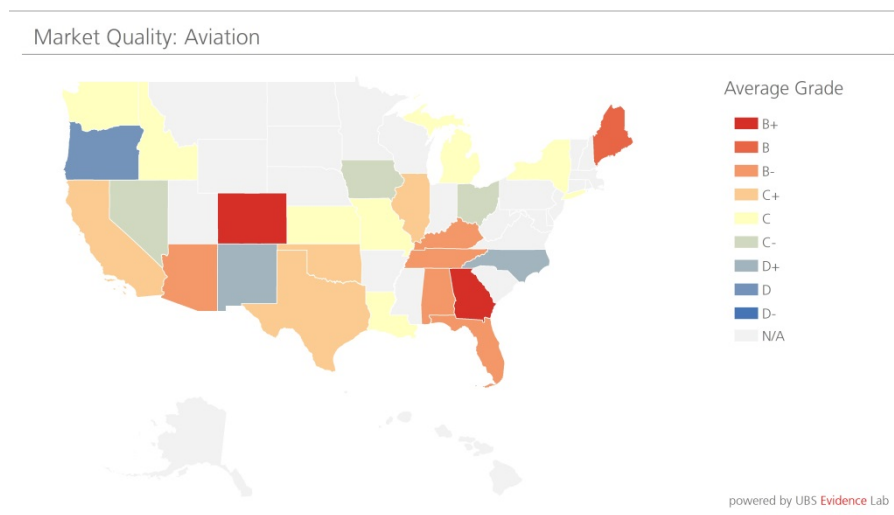 Market Quality: Aviation
Average Grade
B+
B
B-
C+
C
C-
D+
D
D-
N/A
powered by UBS Evidence Lab